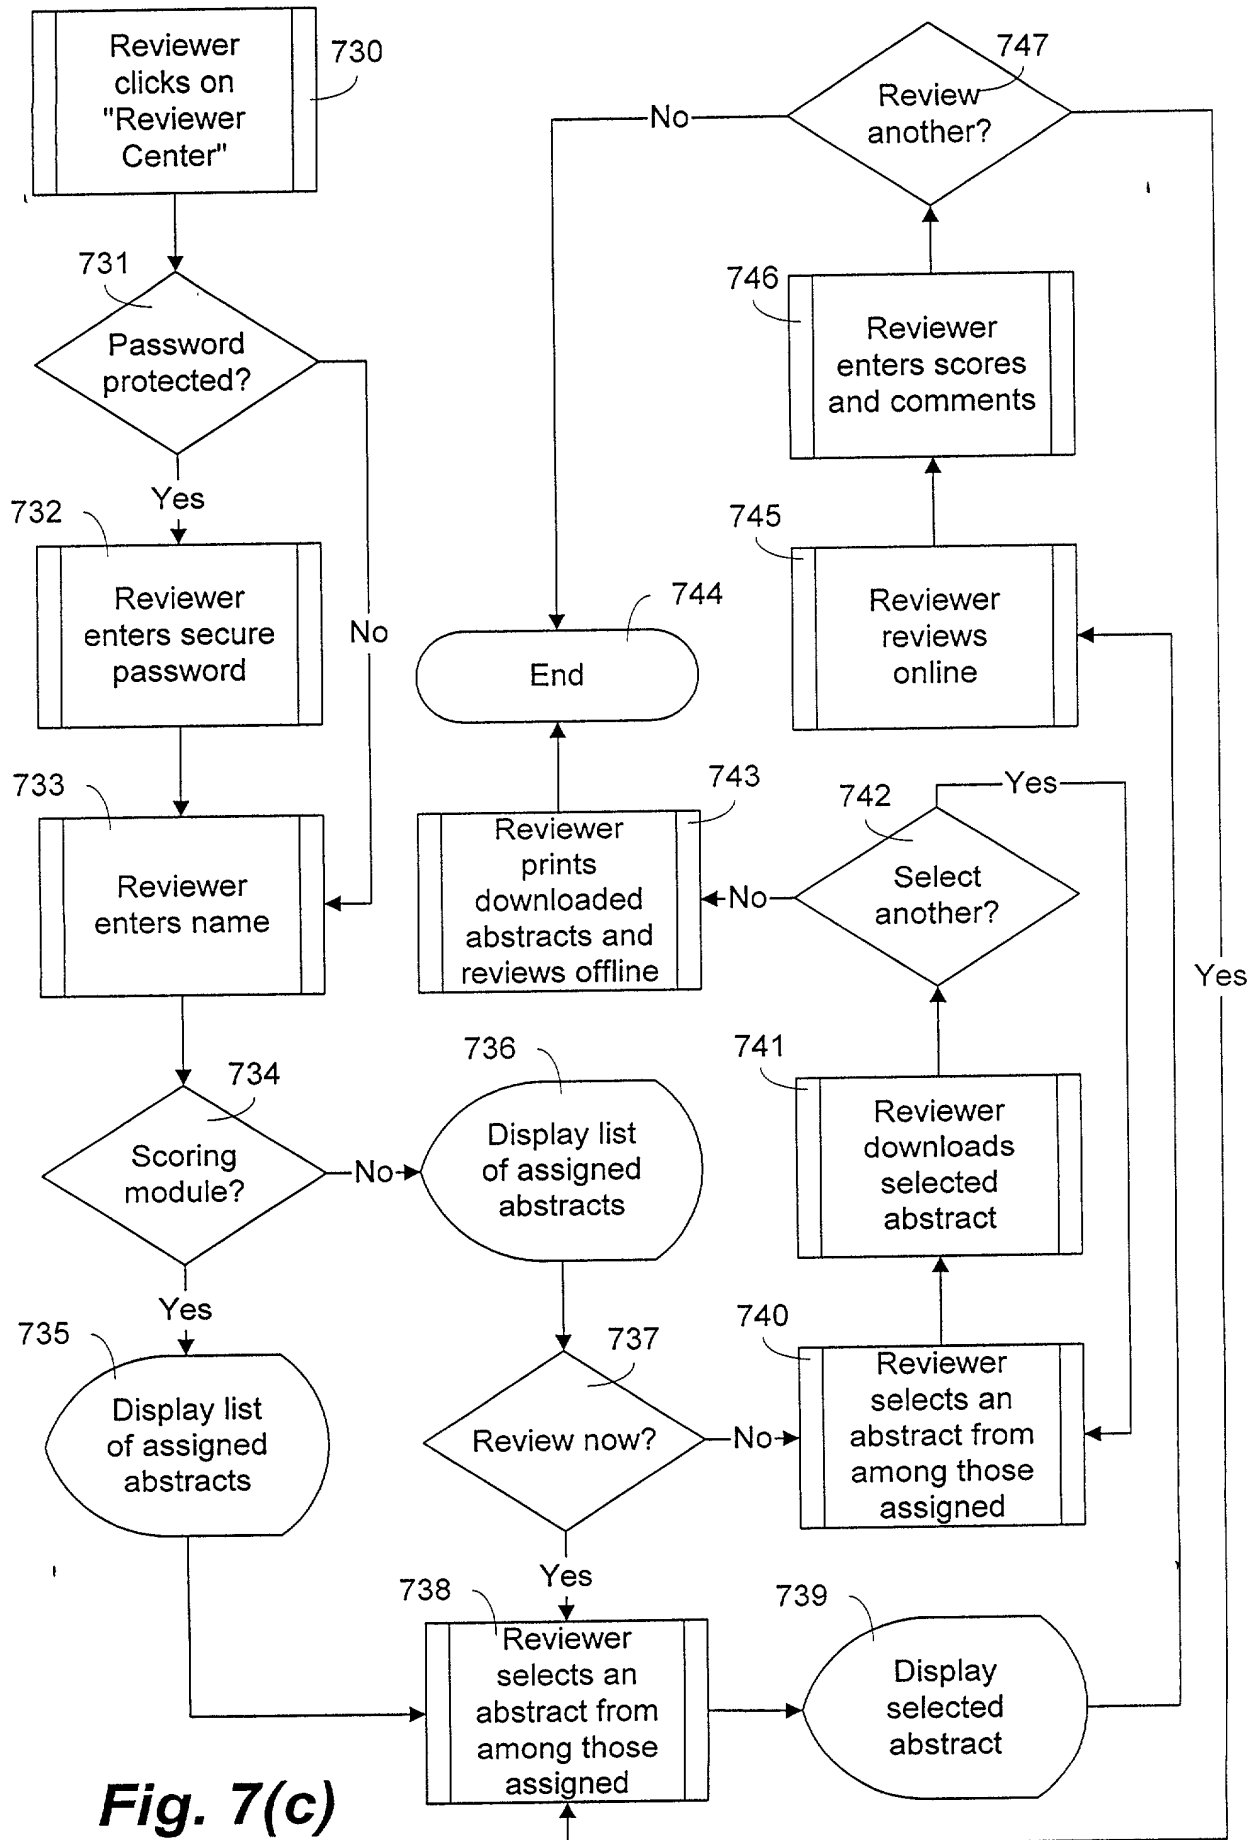 Reviewer
clicks on
"Reviewer
Center"
730
731
Password
protected?
Yes
No
732
Reviewer
enters secure
password
733
Reviewer
enters name
734
Scoring
module?
No
Yes
735
Display list
of assigned
abstracts
736
Display list
of assigned
abstracts
737
Review now?
No
Yes
738
Reviewer
selects an
abstract from
among those
assigned
739
Display
selected
abstract
740
Reviewer
selects an
abstract from
among those
assigned
741
Reviewer
downloads
selected
abstract
742
Select
another?
Yes
No
743
Reviewer
prints
downloaded
abstracts and
reviews offline
744
End
745
Reviewer
reviews
online
746
Reviewer
enters scores
and comments
747
Review
another?
No
Yes
Fig. 7(c)